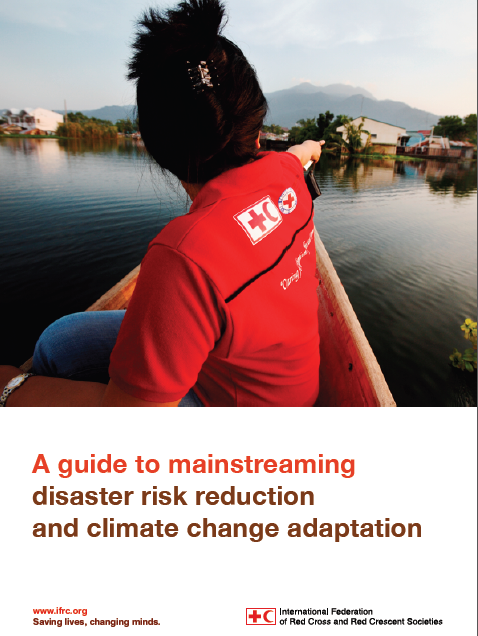 A guide to mainstreaming
disaster risk reduction
and climate change adaptation
www.ifrc.org
Saving lives, changing minds.
International Federation
of Red Cross and Red Crescent Societies